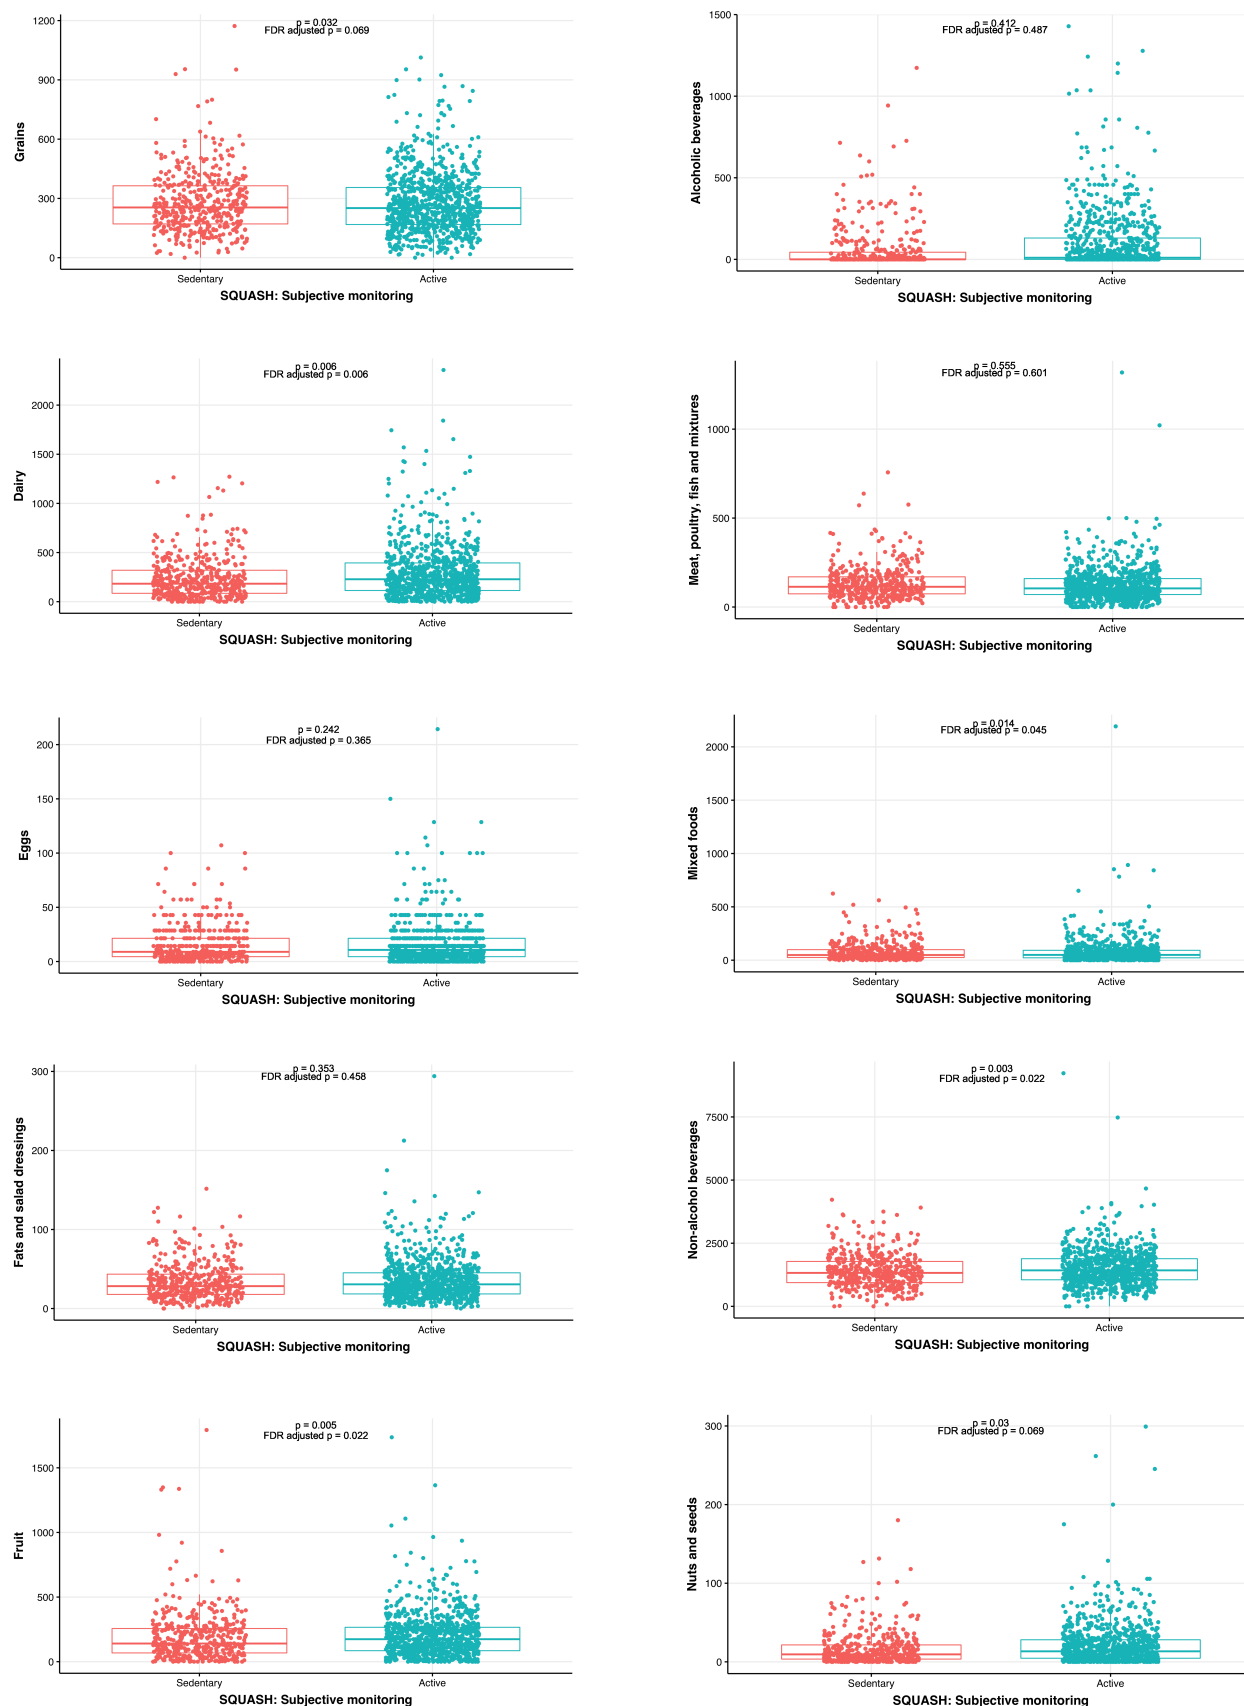 p = 0.032
FDR adjusted p = 0.069
1200
900
600
300
0
Grains
Sedentary
Active
SQUASH: Subjective monitoring
p = 0.412
FDR adjusted p = 0.487
1500
1000
500
0
Alcoholic beverages
Sedentary
Active
SQUASH: Subjective monitoring
p = 0.006
FDR adjusted p = 0.006
2000
1500
1000
500
0
Dairy
Sedentary
Active
SQUASH: Subjective monitoring
p = 0.555
FDR adjusted p = 0.601
1000
500
0
Meat, poultry, fish and mixtures
Sedentary
Active
SQUASH: Subjective monitoring
p = 0.242
FDR adjusted p = 0.365
200
150
100
50
0
Eggs
Sedentary
Active
SQUASH: Subjective monitoring
p = 0.014
FDR adjusted p = 0.045
2000
1500
1000
500
0
Mixed foods
Sedentary
Active
SQUASH: Subjective monitoring
p = 0.353
FDR adjusted p = 0.458
300
200
100
0
Fats and salad dressings
Sedentary
Active
SQUASH: Subjective monitoring
p = 0.003
FDR adjusted p = 0.022
7500
5000
2500
0
Non-alcohol beverages
Sedentary
Active
SQUASH: Subjective monitoring
p = 0.005
FDR adjusted p = 0.022
1500
1000
500
0
Fruit
Sedentary
Active
SQUASH: Subjective monitoring
p = 0.03
FDR adjusted p = 0.069
300
200
100
0
Nuts and seeds
Sedentary
Active
SQUASH: Subjective monitoring